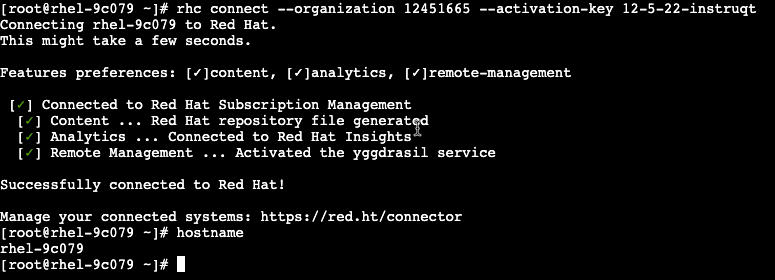 [root@rhel-9c079 ~]# rhc connect --organization 12451665 --activation-key 12-5-22-instruqt
Connecting rhel-9c079 to Red Hat.
This might take a few seconds.
Features preferences: [✓]content, [✓]analytics, [✓]remote-management
[✓] Connected to Red Hat Subscription Management
[✓] Content ... Red Hat repository file generated
[✓] Analytics ... Connected to Red Hat Insights
[✓] Remote Management ... Activated the yggdrasil service
Successfully connected to Red Hat!
Manage your connected systems: https://red.ht/connector
[root@rhel-9c079 ~]# hostname
rhel-9c079
[root@rhel-9c079 ~]#